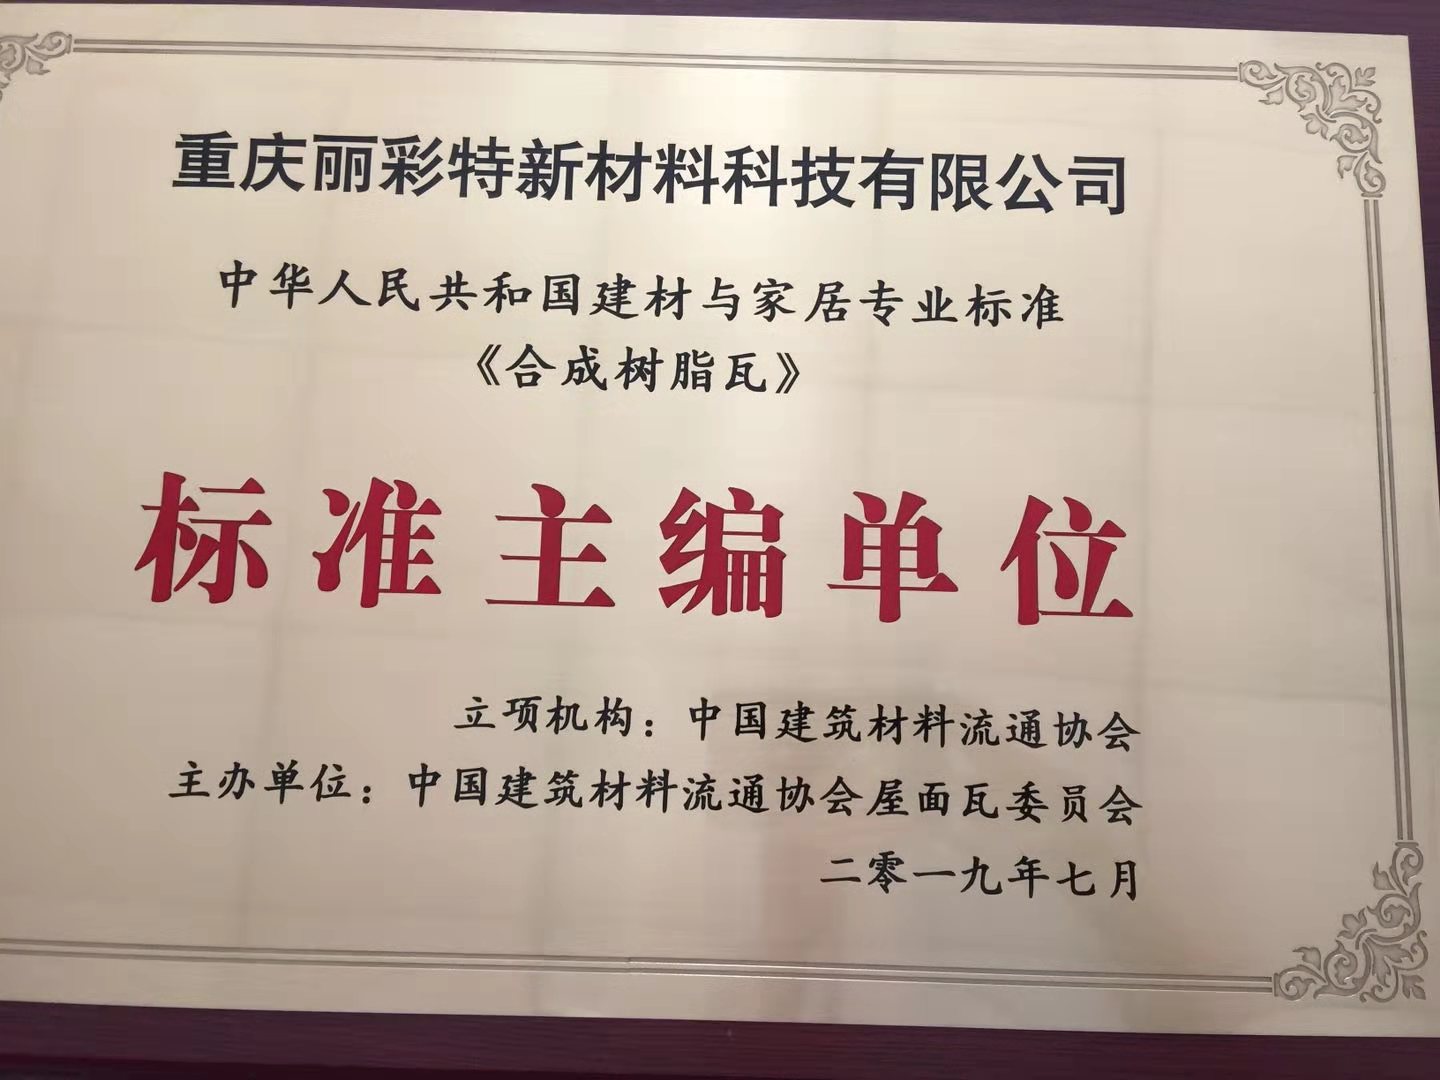 重庆丽彩特新材料科技有限公司
中华人民共和国建材与家居专业标准
《合成树脂瓦》
标准主编单位
立项机构：中国建筑材料流通协会
主办单位：中国建筑材料流通协会屋面瓦委员会
二零一九年七月